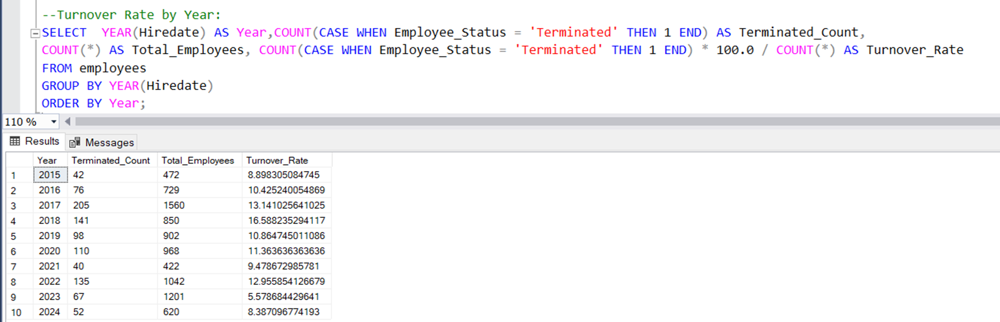 --Turnover Rate by Year:
SELECT  YEAR(Hiredate) AS Year,COUNT(CASE WHEN Employee_Status = 'Terminated' THEN 1 END) AS Terminated_Count,
COUNT(*) AS Total_Employees, COUNT(CASE WHEN Employee_Status = 'Terminated' THEN 1 END) * 100.0 / COUNT(*) AS Turnover_Rate
FROM employees
GROUP BY YEAR(Hiredate)
ORDER BY Year;
110 %
Results Messages
Year Terminated_Count Total_Employees Turnover_Rate
1 2015 42 472 8.898305084745
2 2016 76 729 10.425240054869
3 2017 205 1560 13.141025641025
4 2018 141 850 16.588235294117
5 2019 98 902 10.864745011086
6 2020 110 968 11.363636363636
7 2021 40 422 9.478672985781
8 2022 135 1042 12.955854126679
9 2023 67 1201 5.578684429641
10 2024 52 620 8.387096774193